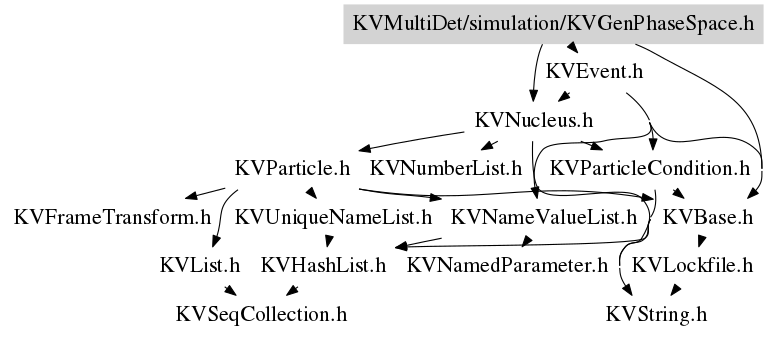 KVMultiDet/simulation/KVGenPhaseSpace.h
KVEvent.h
KVNucleus.h
KVParticle.h
KVNumberList.h
KVParticleCondition.h
KVFrameTransform.h
KVUniqueNameList.h
KVNameValueList.h
KVBase.h
KVList.h
KVHashList.h
KVNamedParameter.h
KVLockfile.h
KVSeqCollection.h
KVString.h